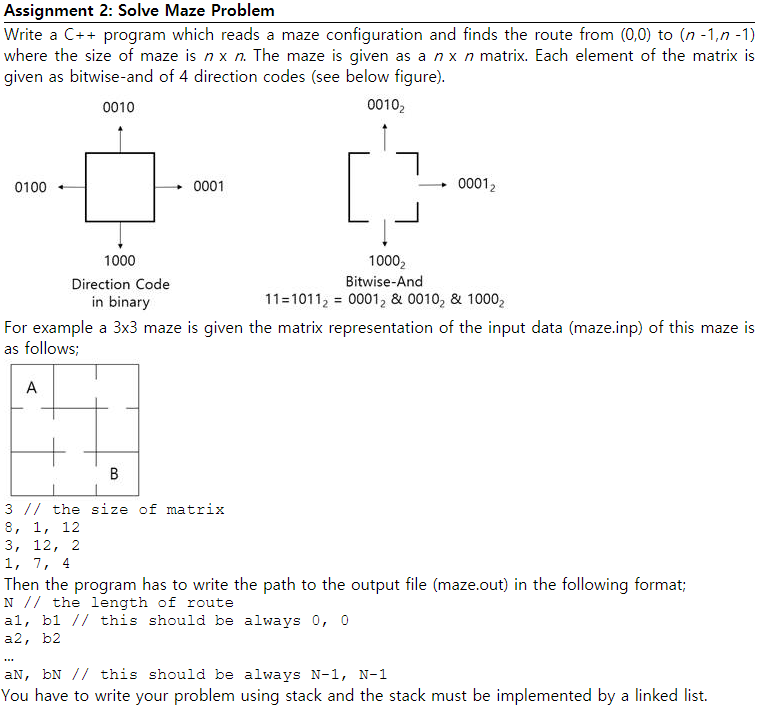 Assignment 2: Solve Maze Problem
Write a C++ program which reads a maze configuration and finds the route from (0,0) to (n -1,n -1)
where the size of maze is n x n. The maze is given as a n x n matrix. Each element of the matrix is
given as bitwise-and of 4 direction codes (see below figure).
0010
0100
0001
1000
Direction Code
in binary
0010₂
0001₂
1000₂
Bitwise-And
11=1011₂ = 0001₂ & 0010₂ & 1000₂
For example a 3x3 maze is given the matrix representation of the input data (maze.inp) of this maze is
as follows;
A
B
3 // the size of matrix
8, 1, 12
3, 12, 2
1, 7, 4
Then the program has to write the path to the output file (maze.out) in the following format;
N // the length of route
a1, b1 // this should be always 0, 0
a2, b2
…
aN, bN // this should be always N-1, N-1
You have to write your problem using stack and the stack must be implemented by a linked list.